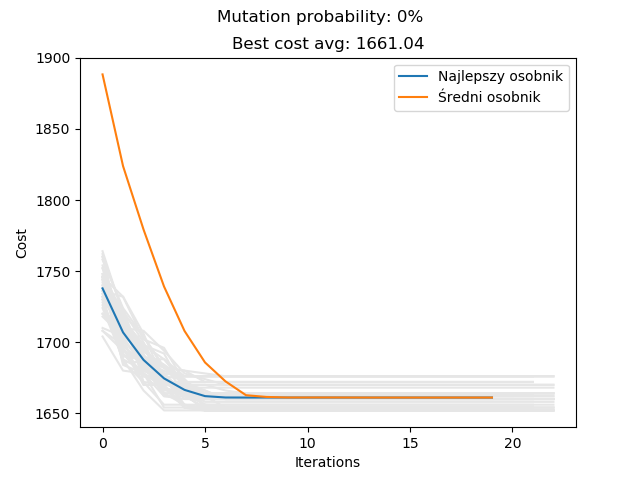 Mutation probability: 0%
Best cost avg: 1661.04
1900
1850
1800
1750
1700
1650
Cost
Najlepszy osobnik
Średni osobnik
0
5
10
15
20
Iterations